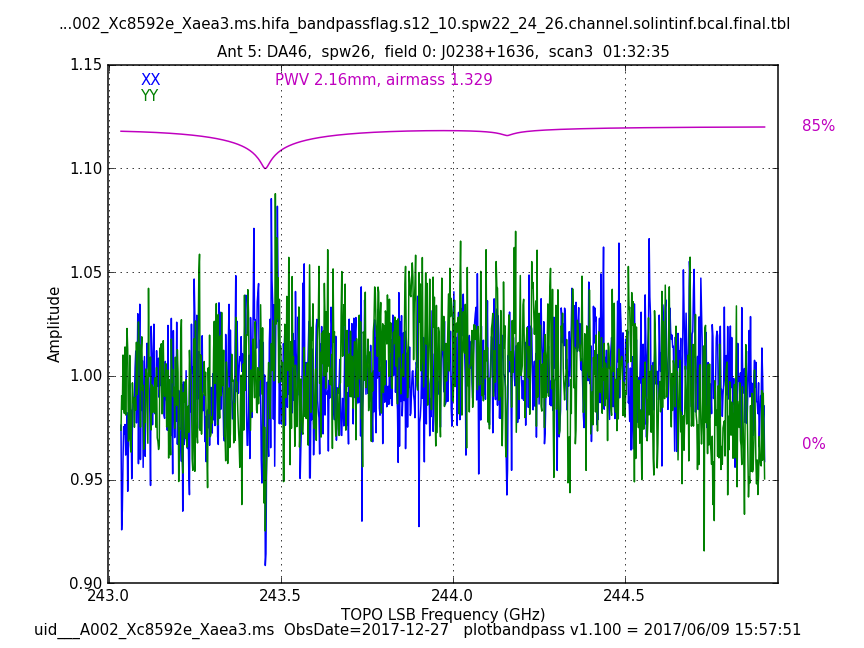 ...002_Xc8592e_Xaea3.ms.hifa_bandpassflag.s12_10.spw22_24_26.channel.solintinf.bcal.final.tbl
Ant 5: DA46,  spw26,  field 0: J0238+1636,  scan3  01:32:35
1.15
XX
PWV 2.16mm, airmass 1.329
YY
85%
1.10
1.05
Amplitude
1.00
0%
0.95
0.90
243.0
243.5
244.0
244.5
TOPO LSB Frequency (GHz)
uid___A002_Xc8592e_Xaea3.ms  ObsDate=2017-12-27   plotbandpass v1.100 = 2017/06/09 15:57:51